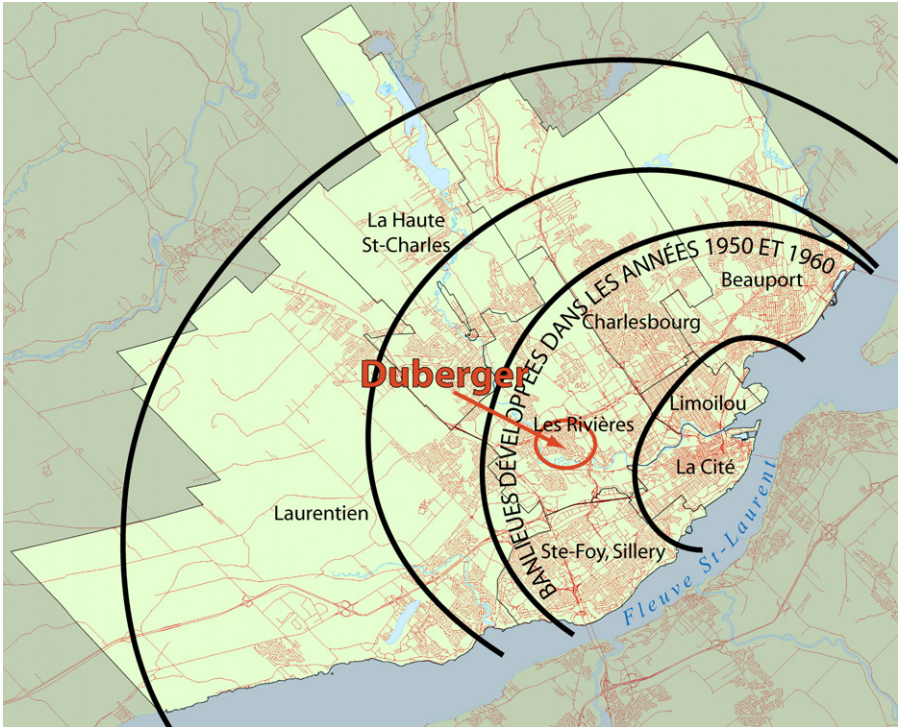 La Haute
St-Charles
BANLIEUES DÉVELOPPÉES DANS LES ANNÉES 1950 ET 1960
Beauport
Charlesbourg
Duberger
Limoilou
Les Rivières
La Cité
Laurentien
Ste-Foy, Sillery
Fleuve St-Laurent